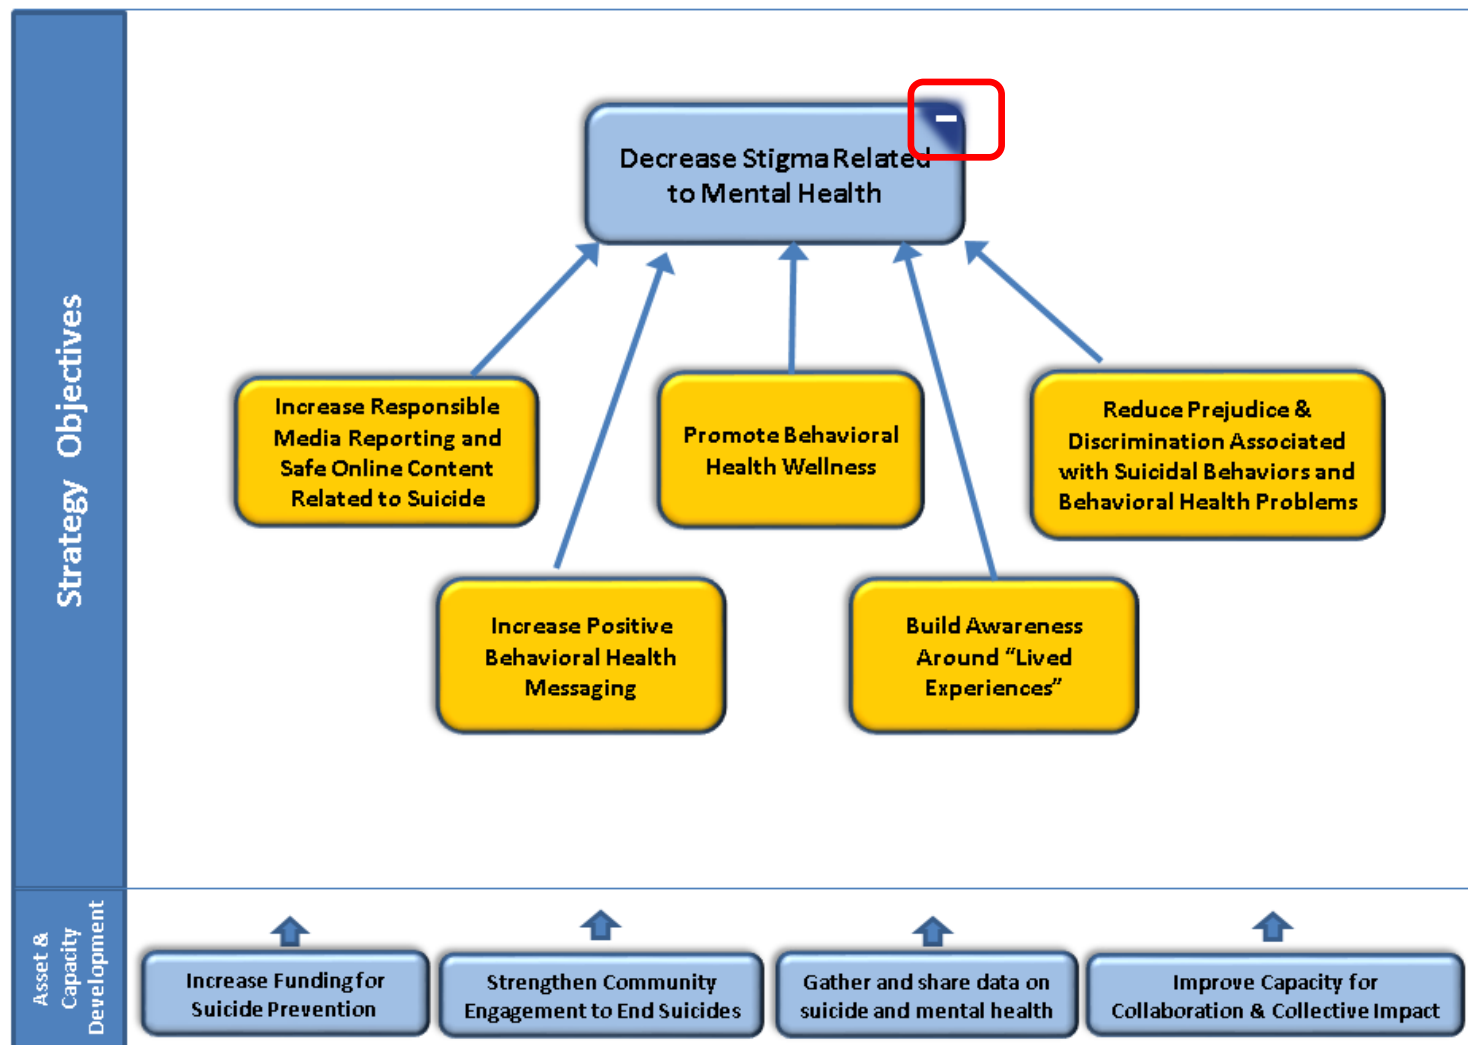 Strategy Objectives
–
Decrease Stigma Related
to Mental Health
Increase Responsible
Media Reporting and
Safe Online Content
Related to Suicide
Promote Behavioral
Health Wellness
Reduce Prejudice &
Discrimination Associated
with Suicidal Behaviors and
Behavioral Health Problems
Increase Positive
Behavioral Health
Messaging
Build Awareness
Around “Lived
Experiences”
Asset &
Capacity
Development
Increase Funding for
Suicide Prevention
Strengthen Community
Engagement to End Suicides
Gather and share data on
suicide and mental health
Improve Capacity for
Collaboration & Collective Impact